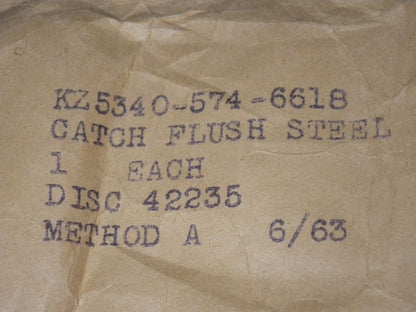 KZ5340-574-6618
CATCH FLUSH STEEL
1 EACH
DISC 42235
METHOD A 6/63